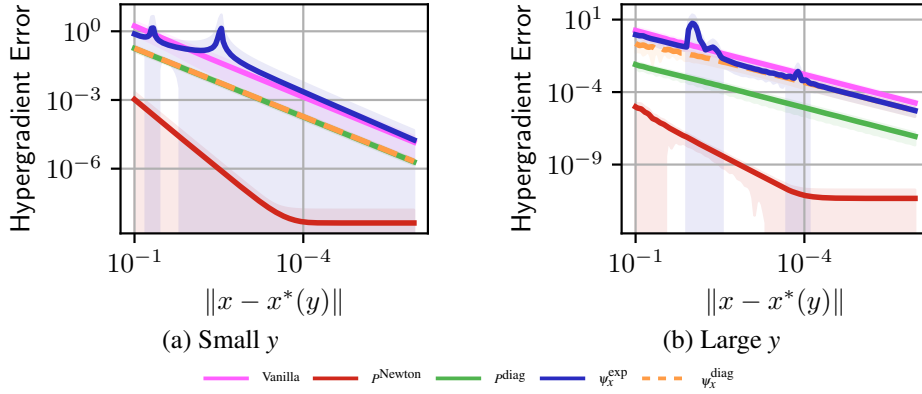 Hypergradient Error
10^0
10^{-3}
10^{-6}
10^{-1}
10^{-4}
‖x − x*(y)‖
(a) Small y
Hypergradient Error
10^1
10^{-4}
10^{-9}
10^{-1}
10^{-4}
‖x − x*(y)‖
(b) Large y
Vanilla P^{Newton} P^{diag} ψ_x^{exp} ψ_x^{diag}